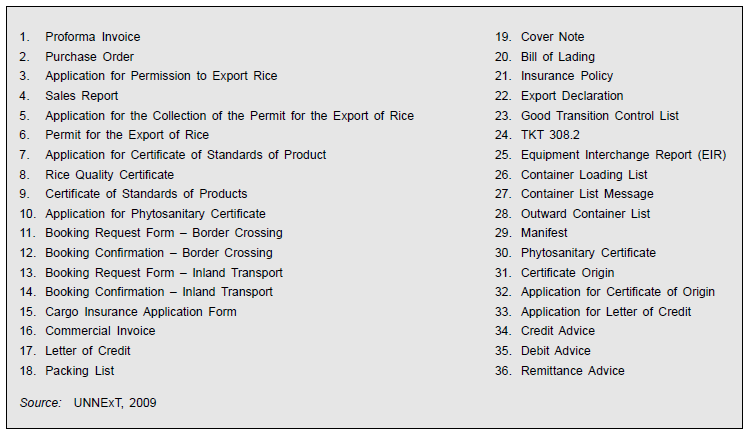 1. Proforma Invoice
2. Purchase Order
3. Application for Permission to Export Rice
4. Sales Report
5. Application for the Collection of the Permit for the Export of Rice
6. Permit for the Export of Rice
7. Application for Certificate of Standards of Product
8. Rice Quality Certificate
9. Certificate of Standards of Products
10. Application for Phytosanitary Certificate
11. Booking Request Form – Border Crossing
12. Booking Confirmation – Border Crossing
13. Booking Request Form – Inland Transport
14. Booking Confirmation – Inland Transport
15. Cargo Insurance Application Form
16. Commercial Invoice
17. Letter of Credit
18. Packing List
19. Cover Note
20. Bill of Lading
21. Insurance Policy
22. Export Declaration
23. Good Transition Control List
24. TKT 308.2
25. Equipment Interchange Report (EIR)
26. Container Loading List
27. Container List Message
28. Outward Container List
29. Manifest
30. Phytosanitary Certificate
31. Certificate Origin
32. Application for Certificate of Origin
33. Application for Letter of Credit
34. Credit Advice
35. Debit Advice
36. Remittance Advice
Source: UNNExT, 2009